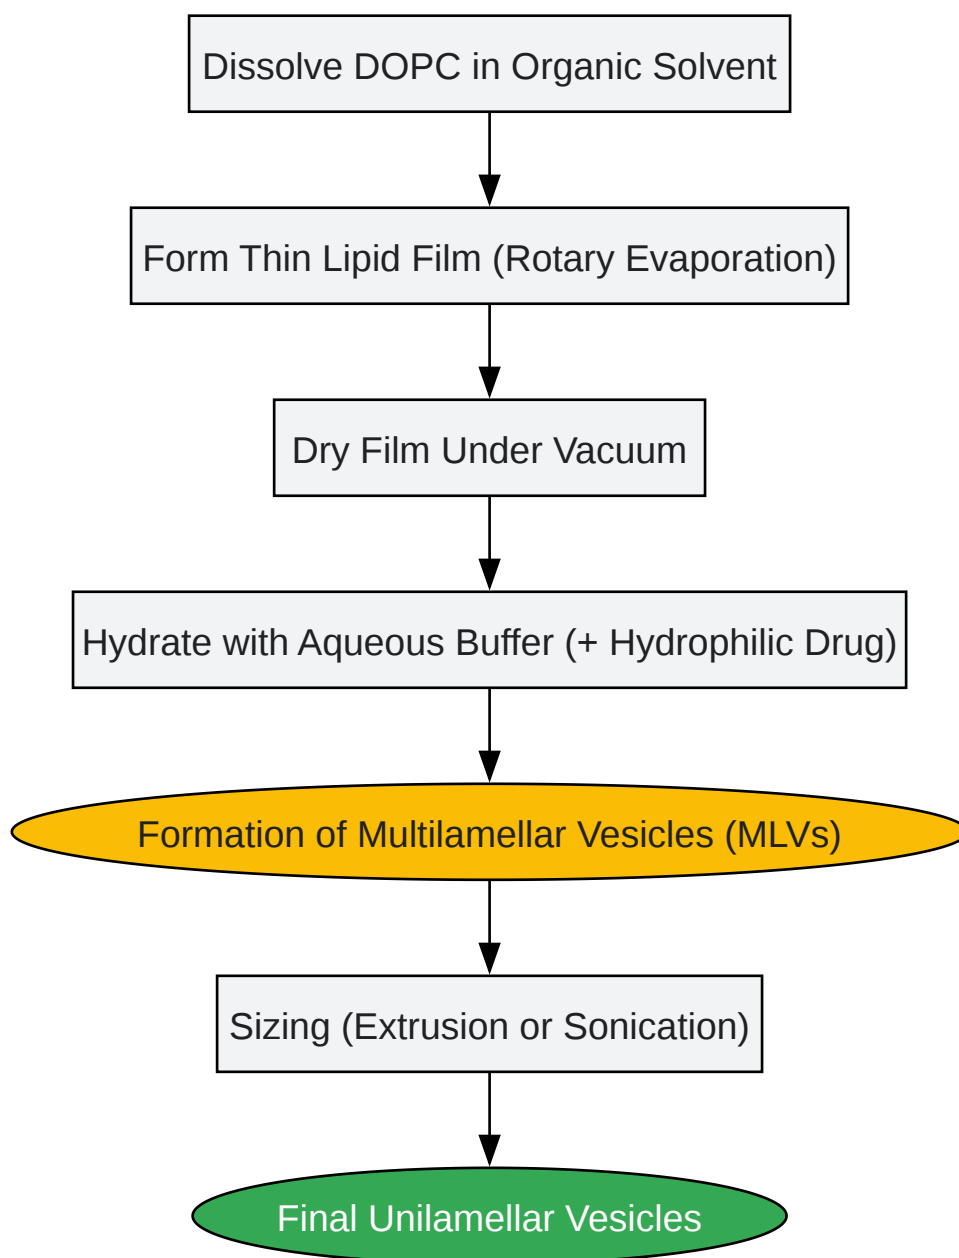 Dissolve DOPC in Organic Solvent
Form Thin Lipid Film (Rotary Evaporation)
Dry Film Under Vacuum
Hydrate with Aqueous Buffer (+ Hydrophilic Drug)
Formation of Multilamellar Vesicles (MLVs)
Sizing (Extrusion or Sonication)
Final Unilamellar Vesicles